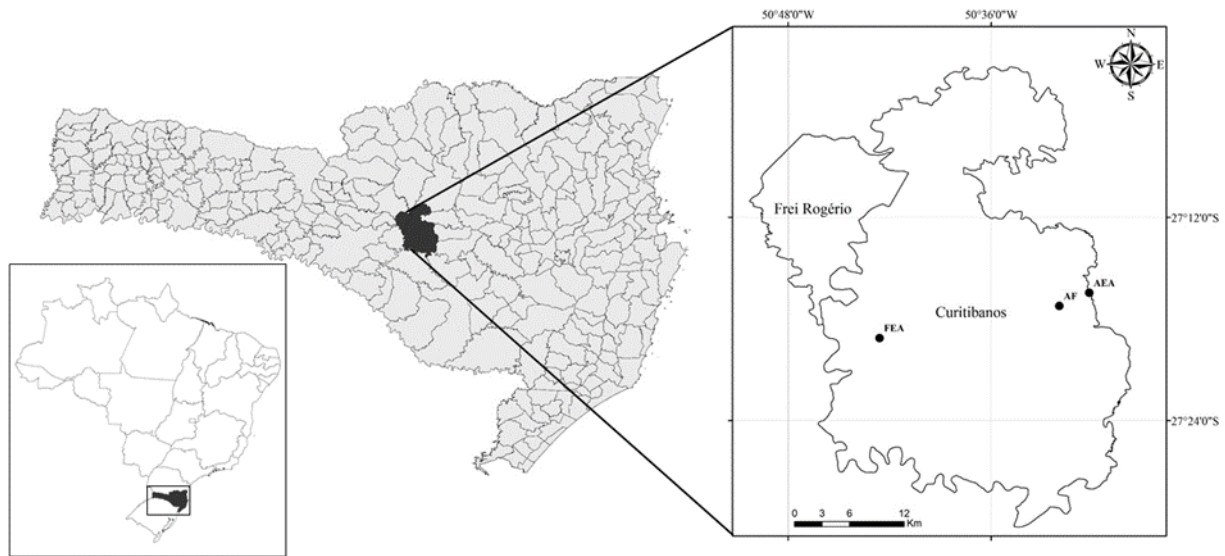 50°48'0"W
50°36'0"W
N
W
E
S
Frei Rogério
27°12'0"S
AEA
AF
Curitibanos
FEA
27°24'0"S
0 3 6 12
Km